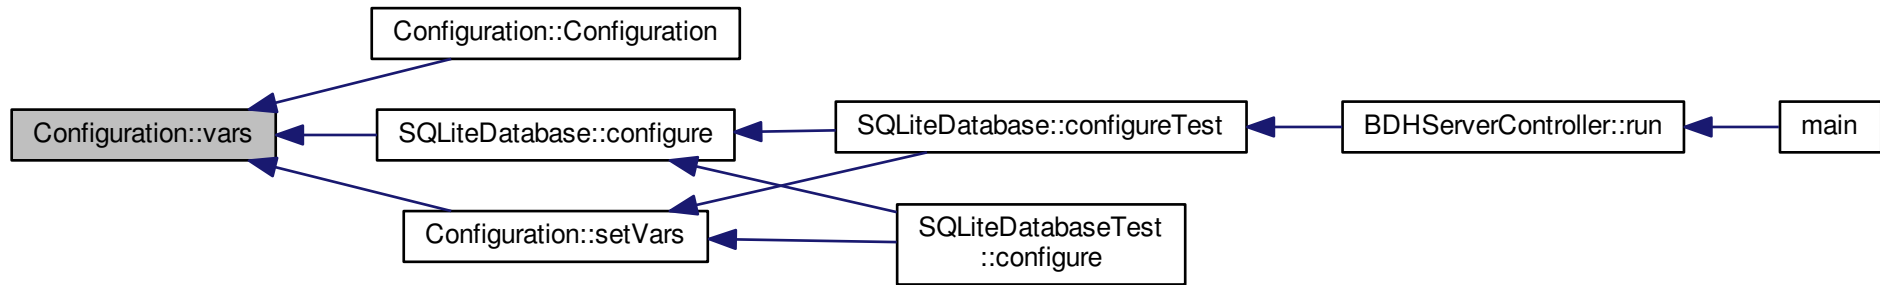 Configuration::Configuration
Configuration::vars
SQLiteDatabase::configure
SQLiteDatabase::configureTest
BDHServerController::run
main
Configuration::setVars
SQLiteDatabaseTest
::configure